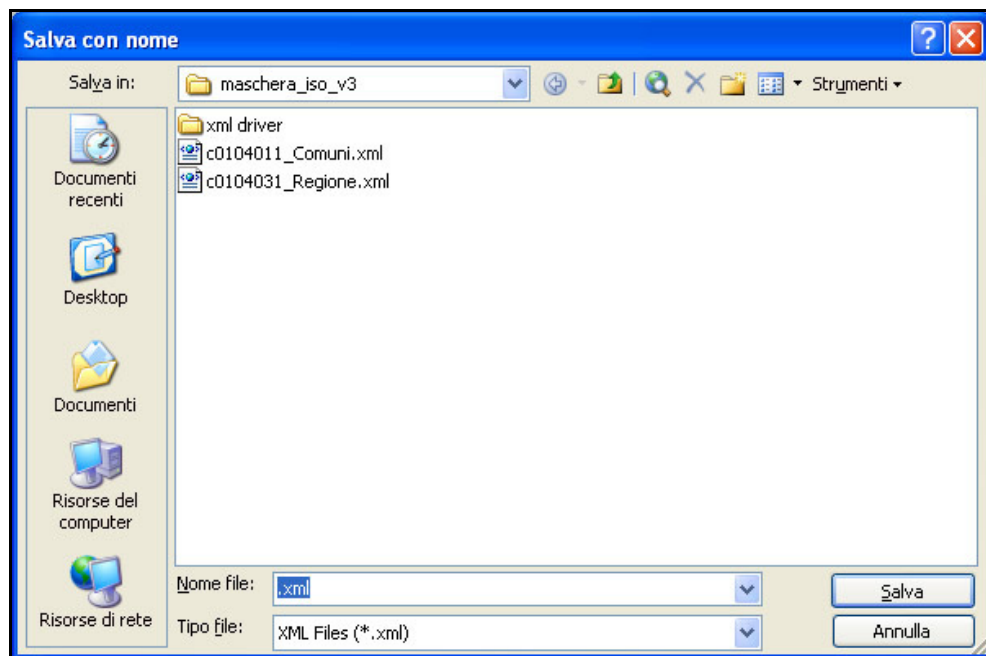 Salva con nome
Salva in:
maschera_iso_v3
Strumenti
xml driver
c0104011_Comuni.xml
c0104031_Regione.xml
Documenti
recenti
Desktop
Documenti
Risorse del
computer
Risorse di rete
Nome file:
.xml
Salva
Tipo file:
XML Files (*.xml)
Annulla